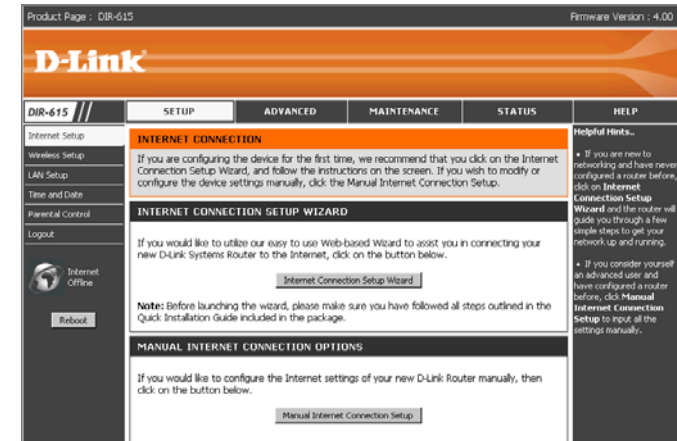 Product Page : DIR-615
Firmware Version : 4.00
D-Link
DIR-615
SETUP
ADVANCED
MAINTENANCE
STATUS
HELP
Internet Setup
Wireless Setup
LAN Setup
Time and Date
Parental Control
Logout
Internet
Offline
Reboot
INTERNET CONNECTION
If you are configuring the device for the first time, we recommend that you click on the Internet
Connection Setup Wizard, and follow the instructions on the screen. If you wish to modify or
configure the device settings manually, click the Manual Internet Connection Setup.
INTERNET CONNECTION SETUP WIZARD
If you would like to utilize our easy to use Web-based Wizard to assist you in connecting your
new D-Link Systems Router to the Internet, click on the button below.
Internet Connection Setup Wizard
Note: Before launching the wizard, please make sure you have followed all steps outlined in the
Quick Installation Guide included in the package.
MANUAL INTERNET CONNECTION OPTIONS
If you would like to configure the Internet settings of your new D-Link Router manually, then
click on the button below.
Manual Internet Connection Setup
Helpful Hints..
• If you are new to
networking and have never
configured a router before,
click on Internet
Connection Setup
Wizard and the router will
guide you through a few
simple steps to get your
network up and running.
• If you consider yourself
an advanced user and
have configured a router
before, click Manual
Internet Connection
Setup to input all the
settings manually.